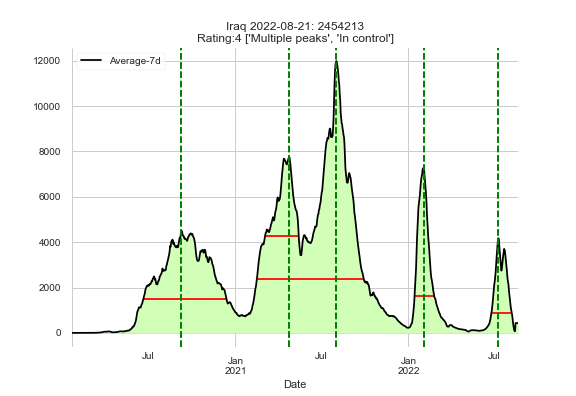 Iraq 2022-08-21: 2454213
Rating:4 ['Multiple peaks', 'In control']
Average-7d
12000
10000
8000
6000
4000
2000
0
Jul
Jan
2021
Jul
Jan
2022
Jul
Date